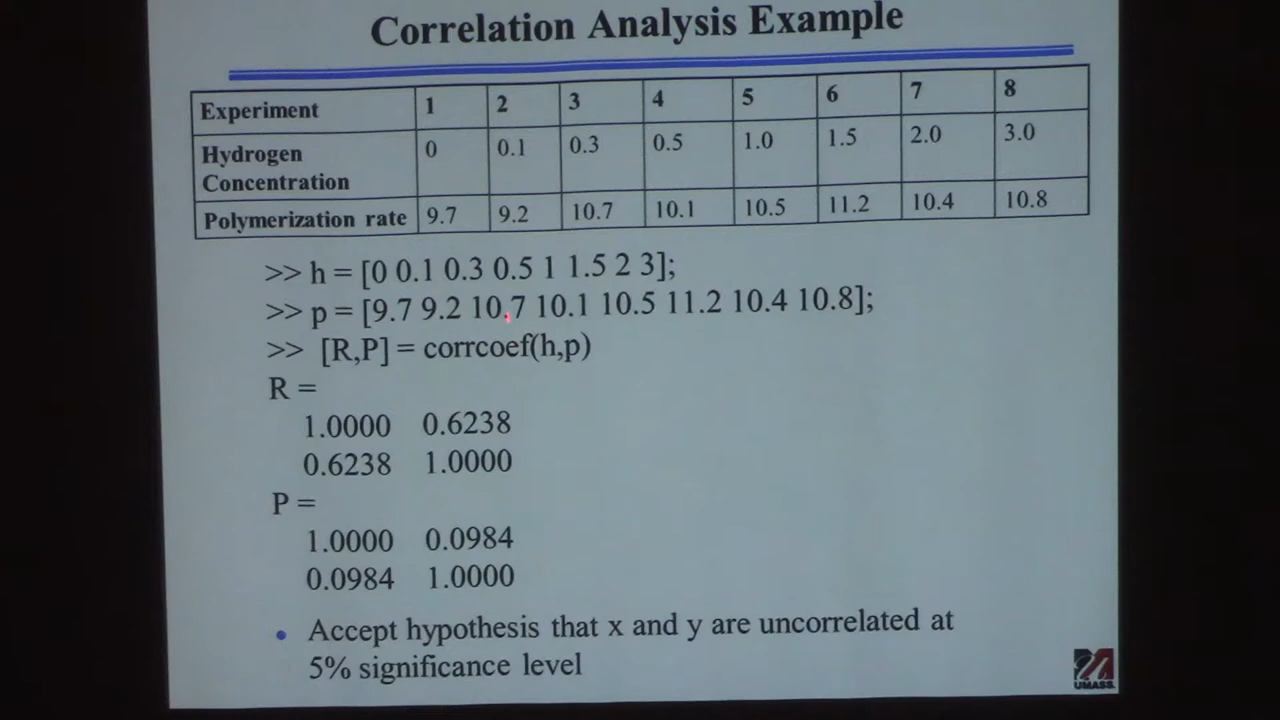 Correlation Analysis Example
Experiment 1 2 3 4 5 6 7 8
Hydrogen Concentration 0 0.1 0.3 0.5 1.0 1.5 2.0 3.0
Polymerization rate 9.7 9.2 10.7 10.1 10.5 11.2 10.4 10.8
>> h = [0 0.1 0.3 0.5 1 1.5 2 3];
>> p = [9.7 9.2 10.7 10.1 10.5 11.2 10.4 10.8];
>> [R,P] = corrcoef(h,p)
R =
1.0000 0.6238
0.6238 1.0000
P =
1.0000 0.0984
0.0984 1.0000
• Accept hypothesis that x and y are uncorrelated at
5% significance level
UMASS